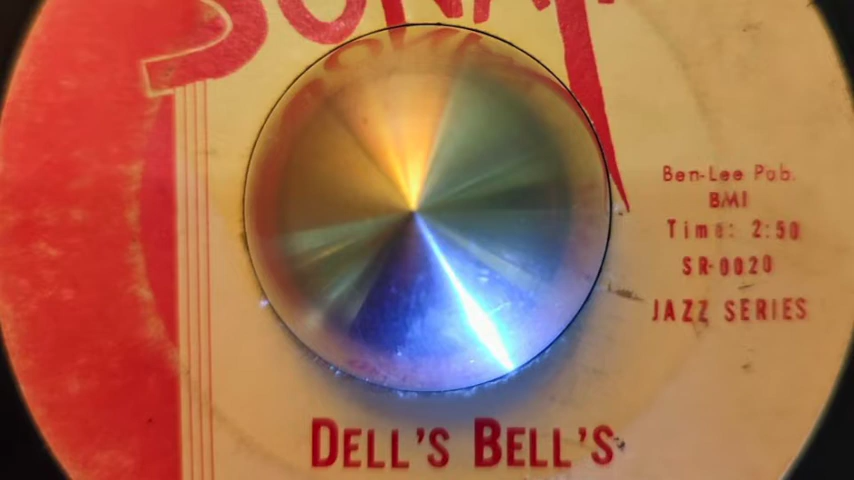 Ben-Lee Pub.
BMI
Time: 2:50
SR-0020
JAZZ SERIES
DELL'S BELL'S